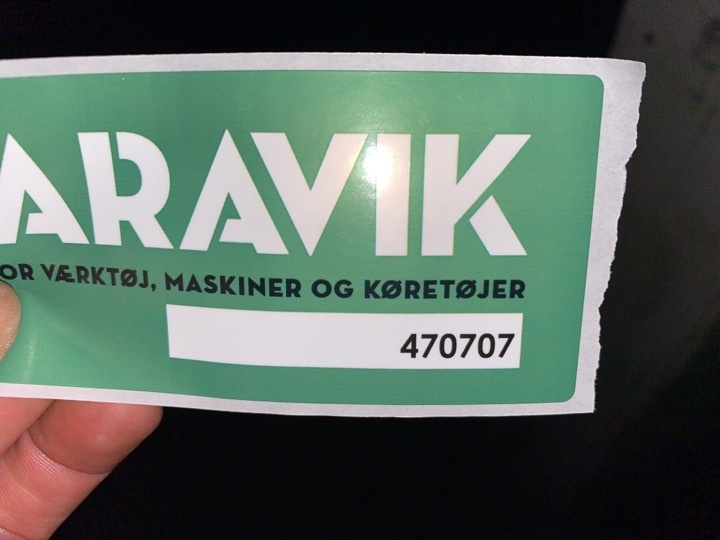 ARAVIK
OR VÆRKTØJ, MASKINER OG KØRETØJER
470707